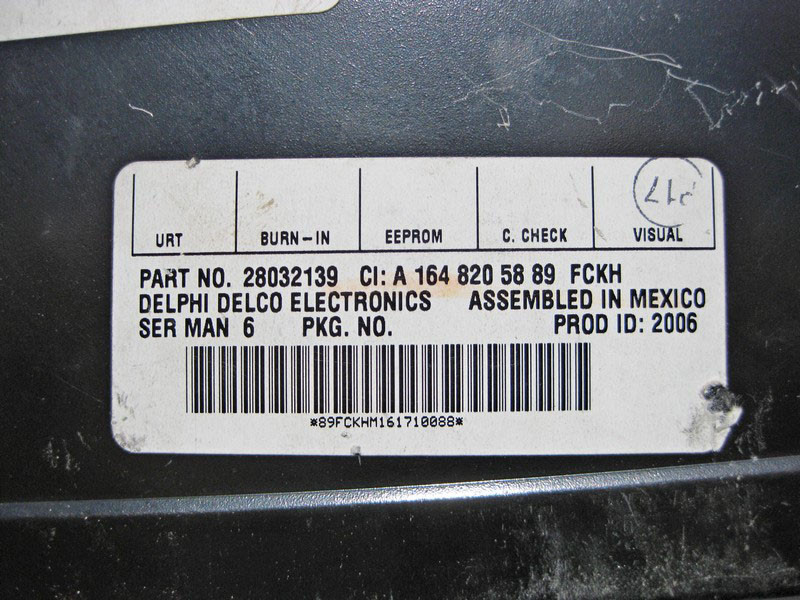 URT BURN-IN EEPROM C. CHECK VISUAL
PART NO. 28032139 CI: A 164 820 58 89 FCKH
DELPHI DELCO ELECTRONICS ASSEMBLED IN MEXICO
SER MAN 6 PKG. NO. PROD ID: 2006
*89FCKHM161710088*